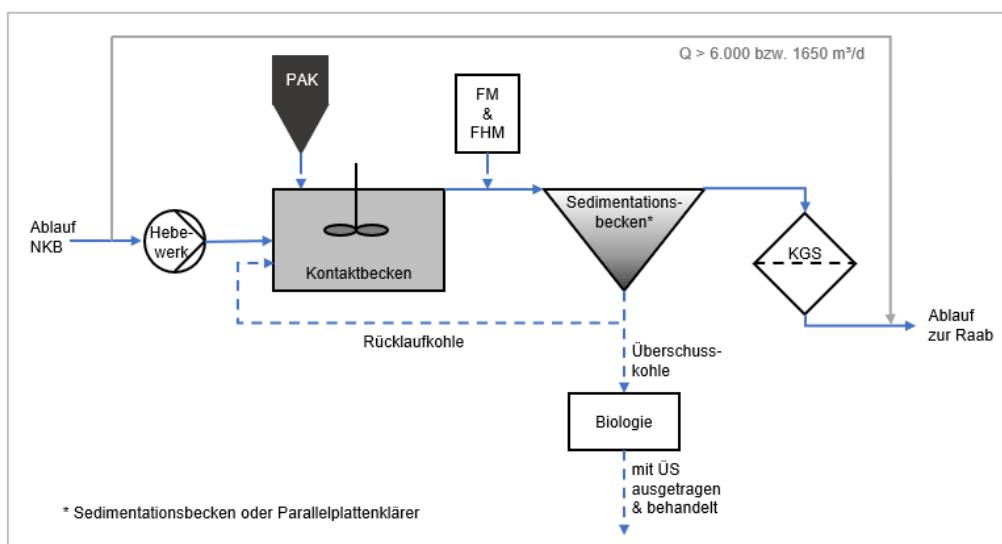 Q > 6.000 bzw. 1650 m³/d
PAK
FM
&
FHM
Ablauf
NKB
Hebe-
werk
Kontaktbecken
Sedimentations-
becken*
KGS
Ablauf
zur Raab
Rücklaufkohle
Überschuss-
kohle
Biologie
mit ÜS
ausgetragen
& behandelt
* Sedimentationsbecken oder Parallelplattenklärer